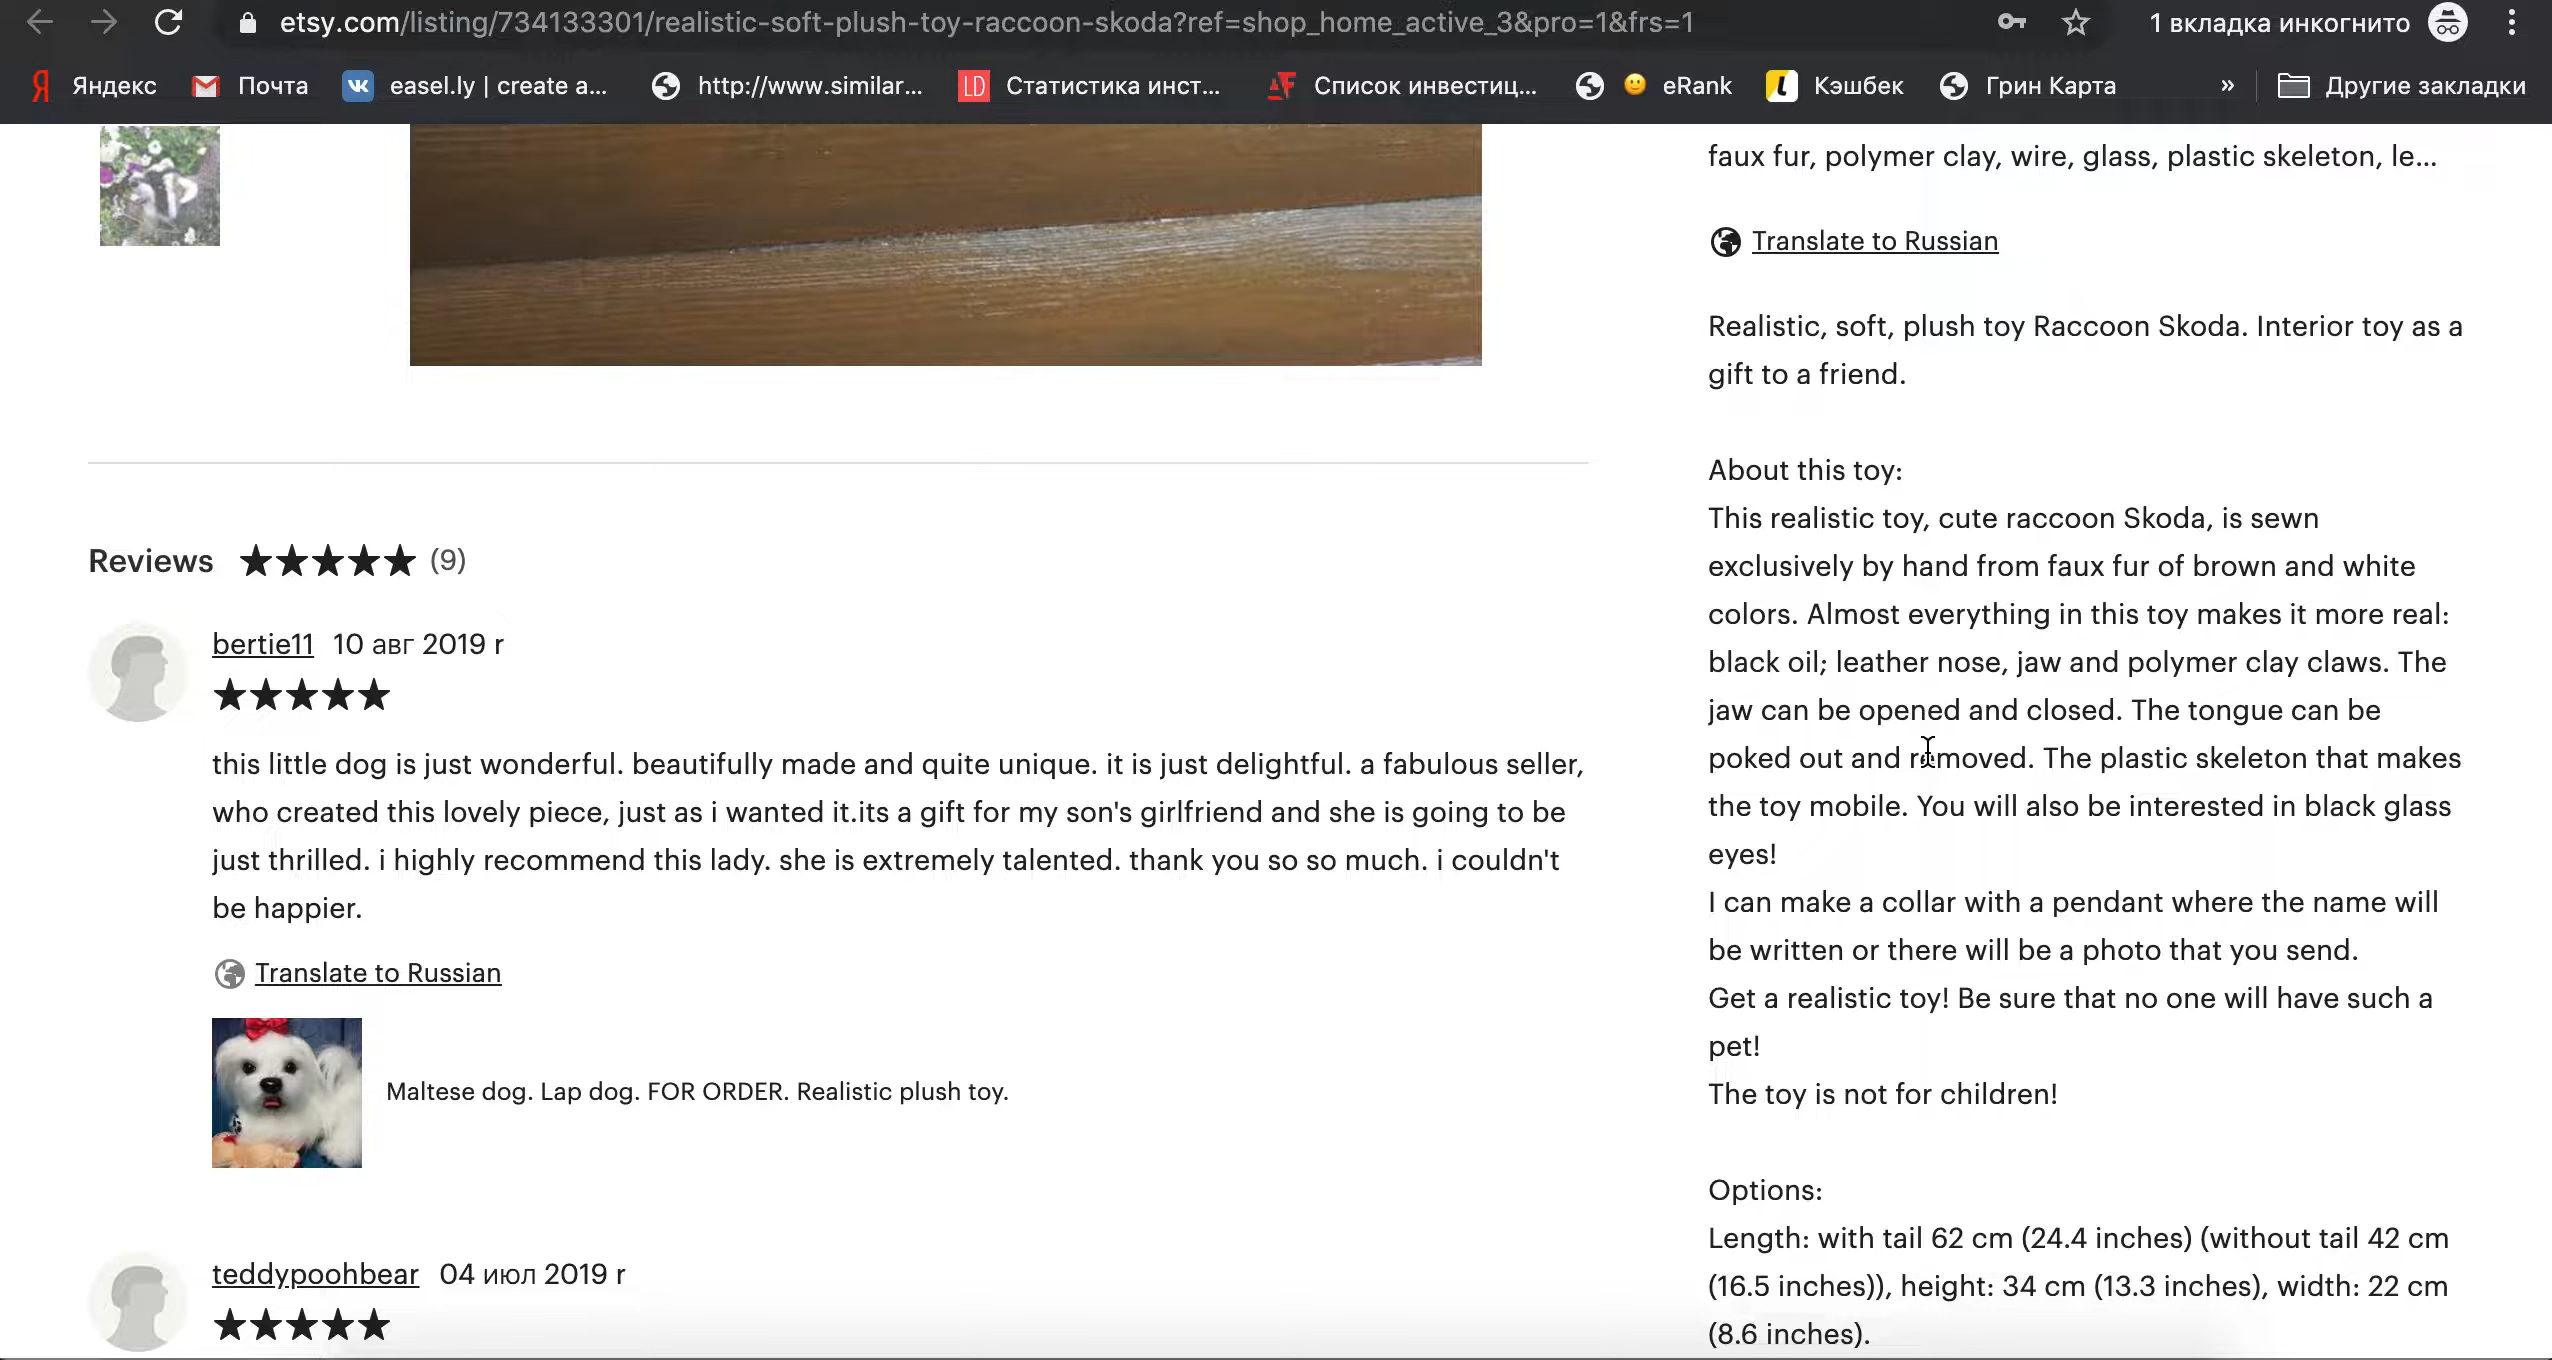 etsy.com/listing/734133301/realistic-soft-plush-toy-raccoon-skoda?ref=shop_home_active_3&pro=1&frs=1
1 вкладка инкогнито
Яндекс
Почта
easel.ly | create a...
http://www.similar...
Статистика инст...
Список инвестиц...
eRank
Кэшбек
Грин Карта
»
Другие закладки
Reviews ★★★★★ (9)
bertie11 10 авг 2019 г
★★★★★
this little dog is just wonderful. beautifully made and quite unique. it is just delightful. a fabulous seller,
who created this lovely piece, just as i wanted it.its a gift for my son's girlfriend and she is going to be
just thrilled. i highly recommend this lady. she is extremely talented. thank you so so much. i couldn't
be happier.
Translate to Russian
Maltese dog. Lap dog. FOR ORDER. Realistic plush toy.
teddypoohbear 04 июл 2019 г
★★★★★
faux fur, polymer clay, wire, glass, plastic skeleton, le...
Translate to Russian
Realistic, soft, plush toy Raccoon Skoda. Interior toy as a
gift to a friend.
About this toy:
This realistic toy, cute raccoon Skoda, is sewn
exclusively by hand from faux fur of brown and white
colors. Almost everything in this toy makes it more real:
black oil; leather nose, jaw and polymer clay claws. The
jaw can be opened and closed. The tongue can be
poked out and removed. The plastic skeleton that makes
the toy mobile. You will also be interested in black glass
eyes!
I can make a collar with a pendant where the name will
be written or there will be a photo that you send.
Get a realistic toy! Be sure that no one will have such a
pet!
The toy is not for children!
Options:
Length: with tail 62 cm (24.4 inches) (without tail 42 cm
(16.5 inches)), height: 34 cm (13.3 inches), width: 22 cm
(8.6 inches).